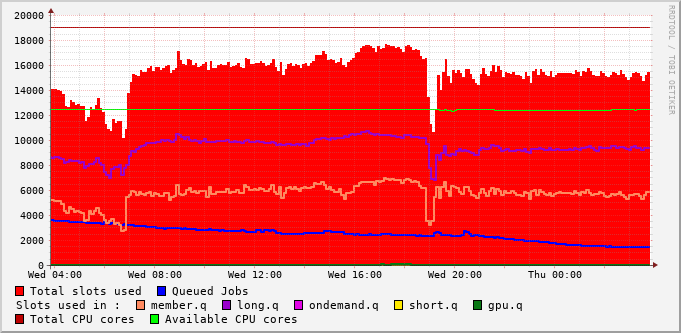 RRDTOOL / TOBI OETIKER
20000
18000
16000
14000
12000
10000
8000
6000
4000
2000
0
Wed 04:00 Wed 08:00 Wed 12:00 Wed 16:00 Wed 20:00 Thu 00:00
Total slots used Queued Jobs
Slots used in : member.q long.q ondemand.q short.q gpu.q
Total CPU cores Available CPU cores